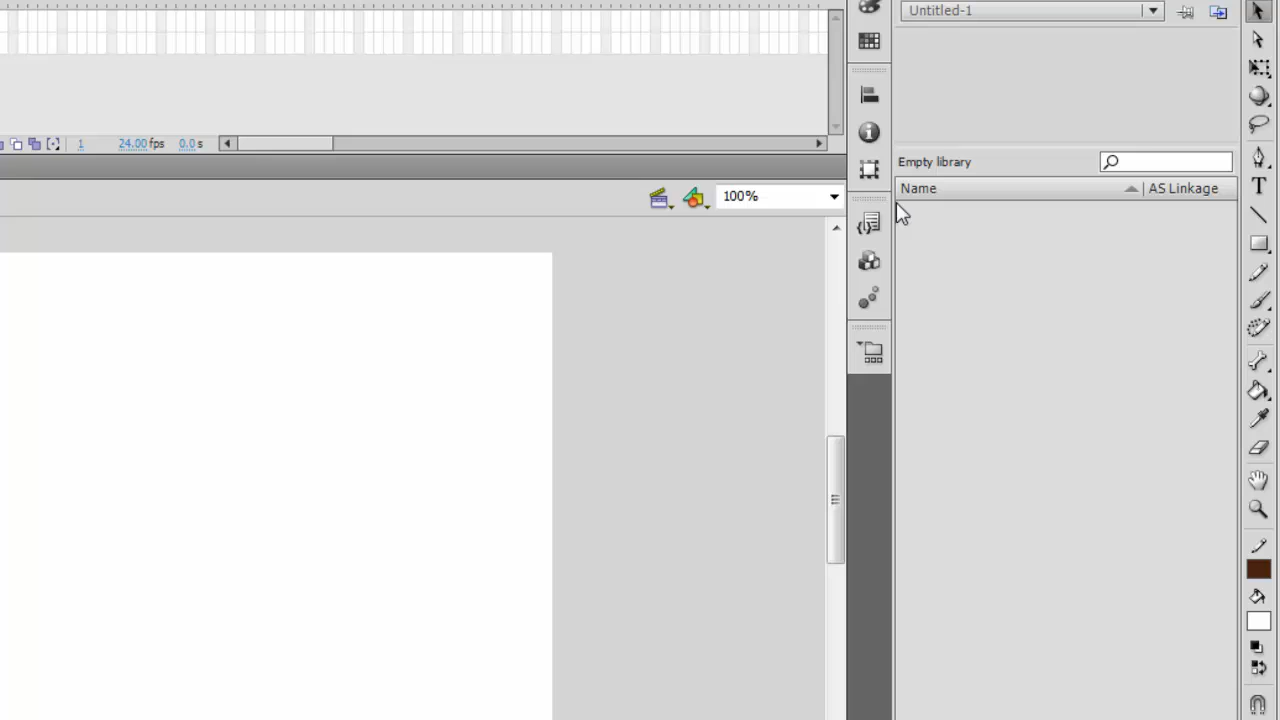 Untitled-1
1 24.00 fps 0.0 s
Empty library
100%
Name AS Linkage